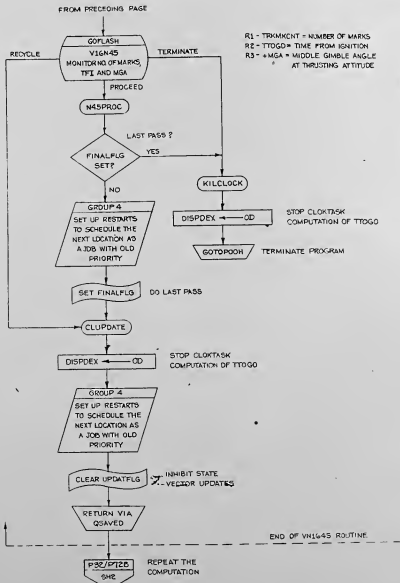 FROM PRECEDING PAGE
GOFLASH
V16N45
MONITOR NO. OF MARKS,
TFI AND MGA
RECYCLE
TERMINATE
R1 - TRKMKCNT = NUMBER OF MARKS
R2 - TTOGO = TIME FROM IGNITION
R3 - +MGA = MIDDLE GIMBLE ANGLE
AT THRUSTING ATTITUDE
PROCEED
N45PROC
LAST PASS?
FINALFLG
SET?
YES
NO
KILCLOCK
DISPDEX ← OD
STOP CLOKTASK
COMPUTATION OF TTOGO
GOTOPOOH
TERMINATE PROGRAM
GROUP 4
SET UP RESTARTS
TO SCHEDULE THE
NEXT LOCATION AS
A JOB WITH OLD
PRIORITY
SET FINALFLG
DO LAST PASS
CLUPDATE
DISPDEX ← OD
STOP CLOKTASK
COMPUTATION OF TTOGO
GROUP 4
SET UP RESTARTS
TO SCHEDULE THE
NEXT LOCATION AS
A JOB WITH OLD
PRIORITY
CLEAR UPDATFLG
INHIBIT STATE
VECTOR UPDATES
RETURN VIA
QSAVED
END OF VN1645 ROUTINE
P32/P72B
SH2
REPEAT THE
COMPUTATION